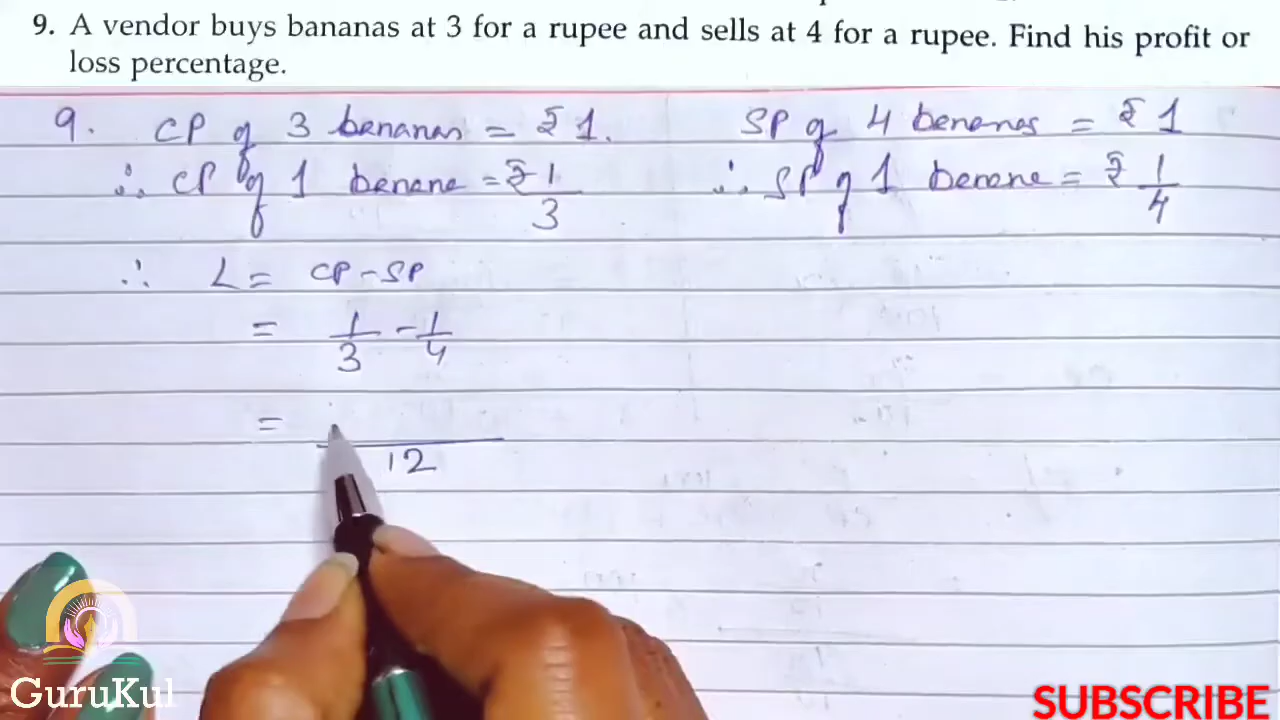 9. A vendor buys bananas at 3 for a rupee and sells at 4 for a rupee. Find his profit or
loss percentage.
9. CP of 3 bananas = ₹ 1. SP of 4 bananas = ₹ 1
∴ CP of 1 banana = ₹ 1/3 ∴ SP of 1 banana = ₹ 1/4
∴ L = CP - SP
= 1/3 - 1/4
= /12
GuruKul
SUBSCRIBE